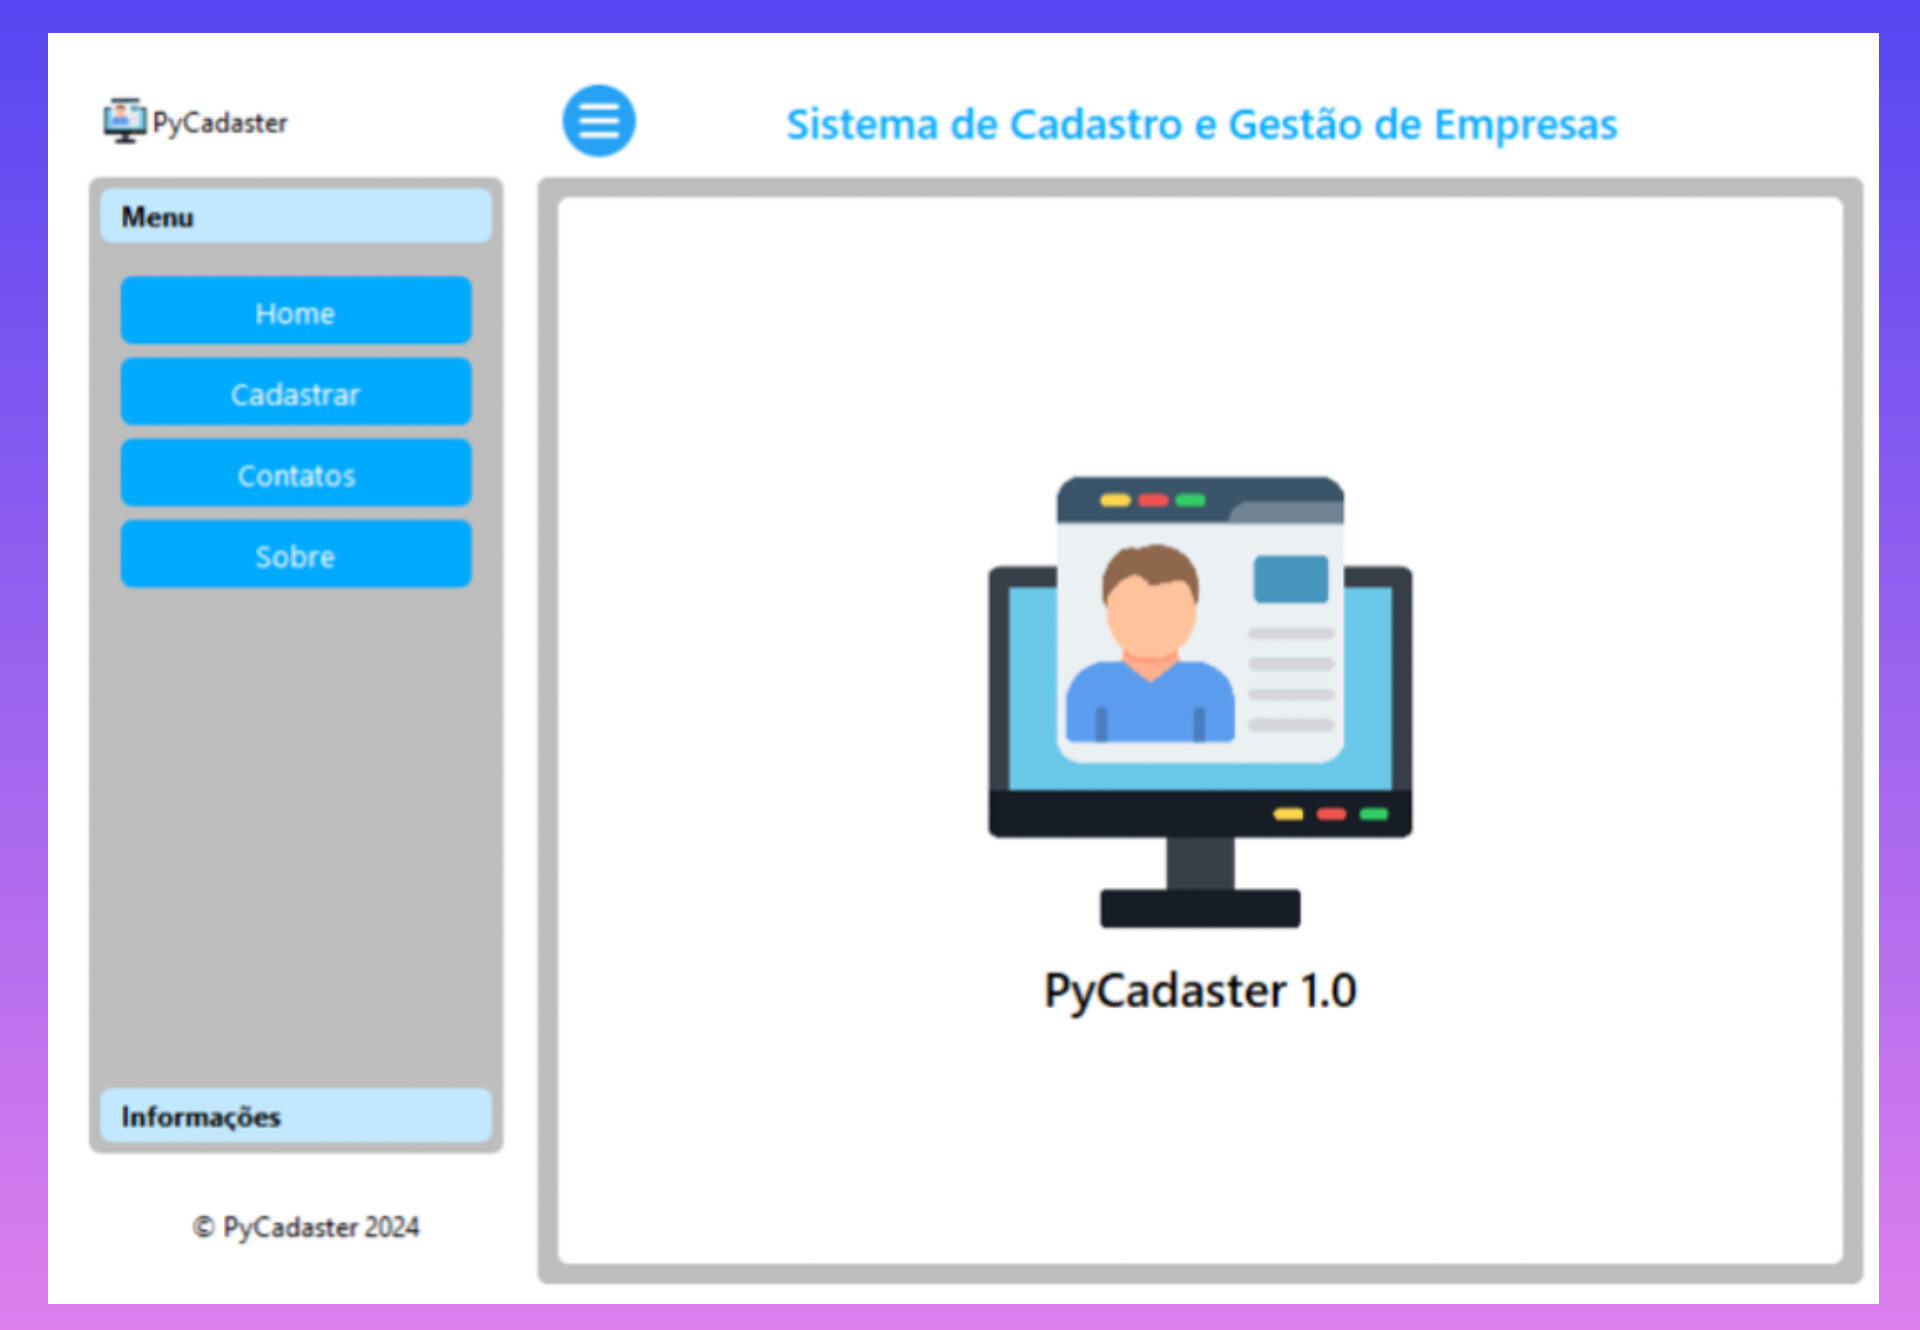 PyCadaster
Sistema de Cadastro e Gestão de Empresas
Menu
Home
Cadastrar
Contatos
Sobre
Informações
© PyCadaster 2024
PyCadaster 1.0